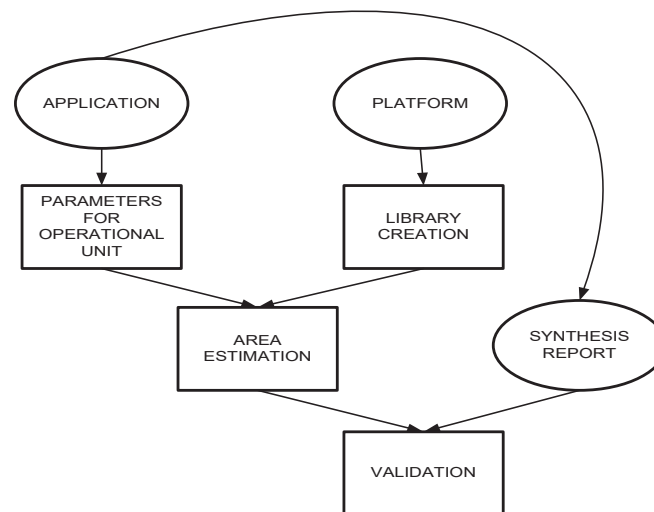 APPLICATION
PLATFORM
PARAMETERS
FOR
OPERATIONAL
UNIT
LIBRARY
CREATION
AREA
ESTIMATION
SYNTHESIS
REPORT
VALIDATION